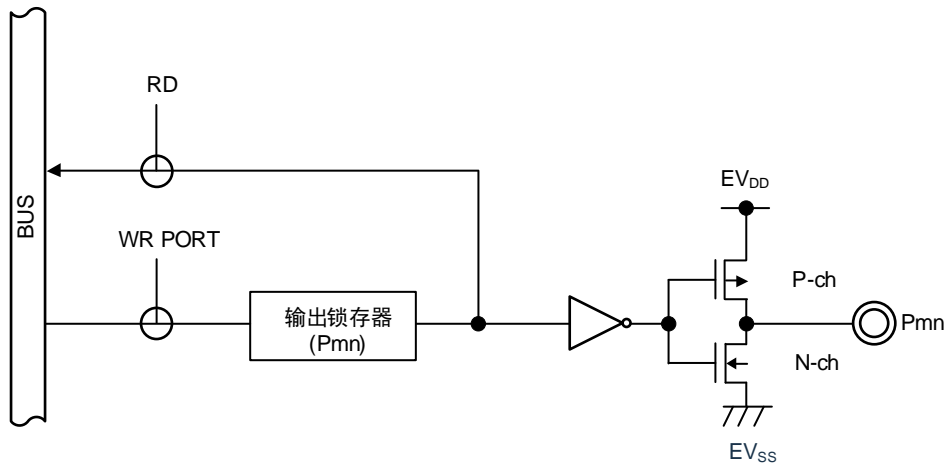 RD
BUS
WR PORT
输出锁存器
(Pmn)
EVDD
P-ch
Pmn
N-ch
EVSS